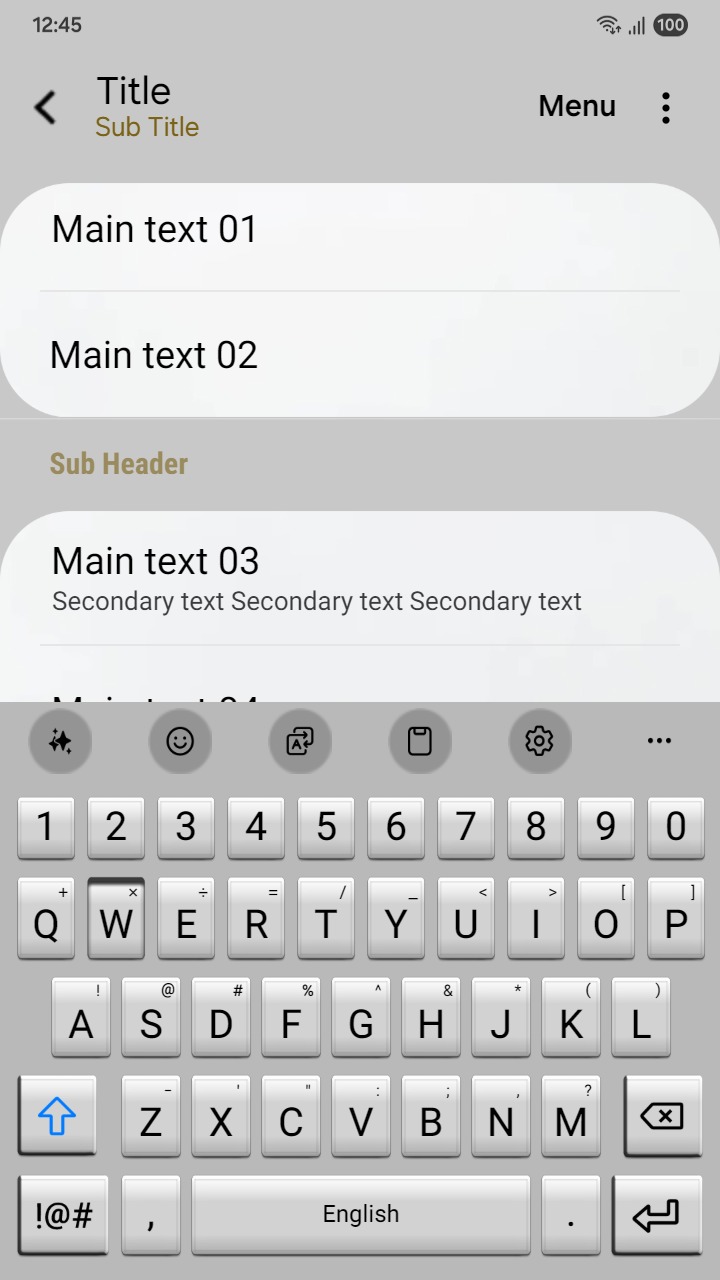 12:45
100
Title
Sub Title
Menu
Main text 01
Main text 02
Sub Header
Main text 03
Secondary text Secondary text Secondary text
1 2 3 4 5 6 7 8 9 0
+ × ÷ = / _ < > [ ]
Q W E R T Y U I O P
! @ # % ^ & * ( )
A S D F G H J K L
- ' " : ; , ?
Z X C V B N M
!@# , English .